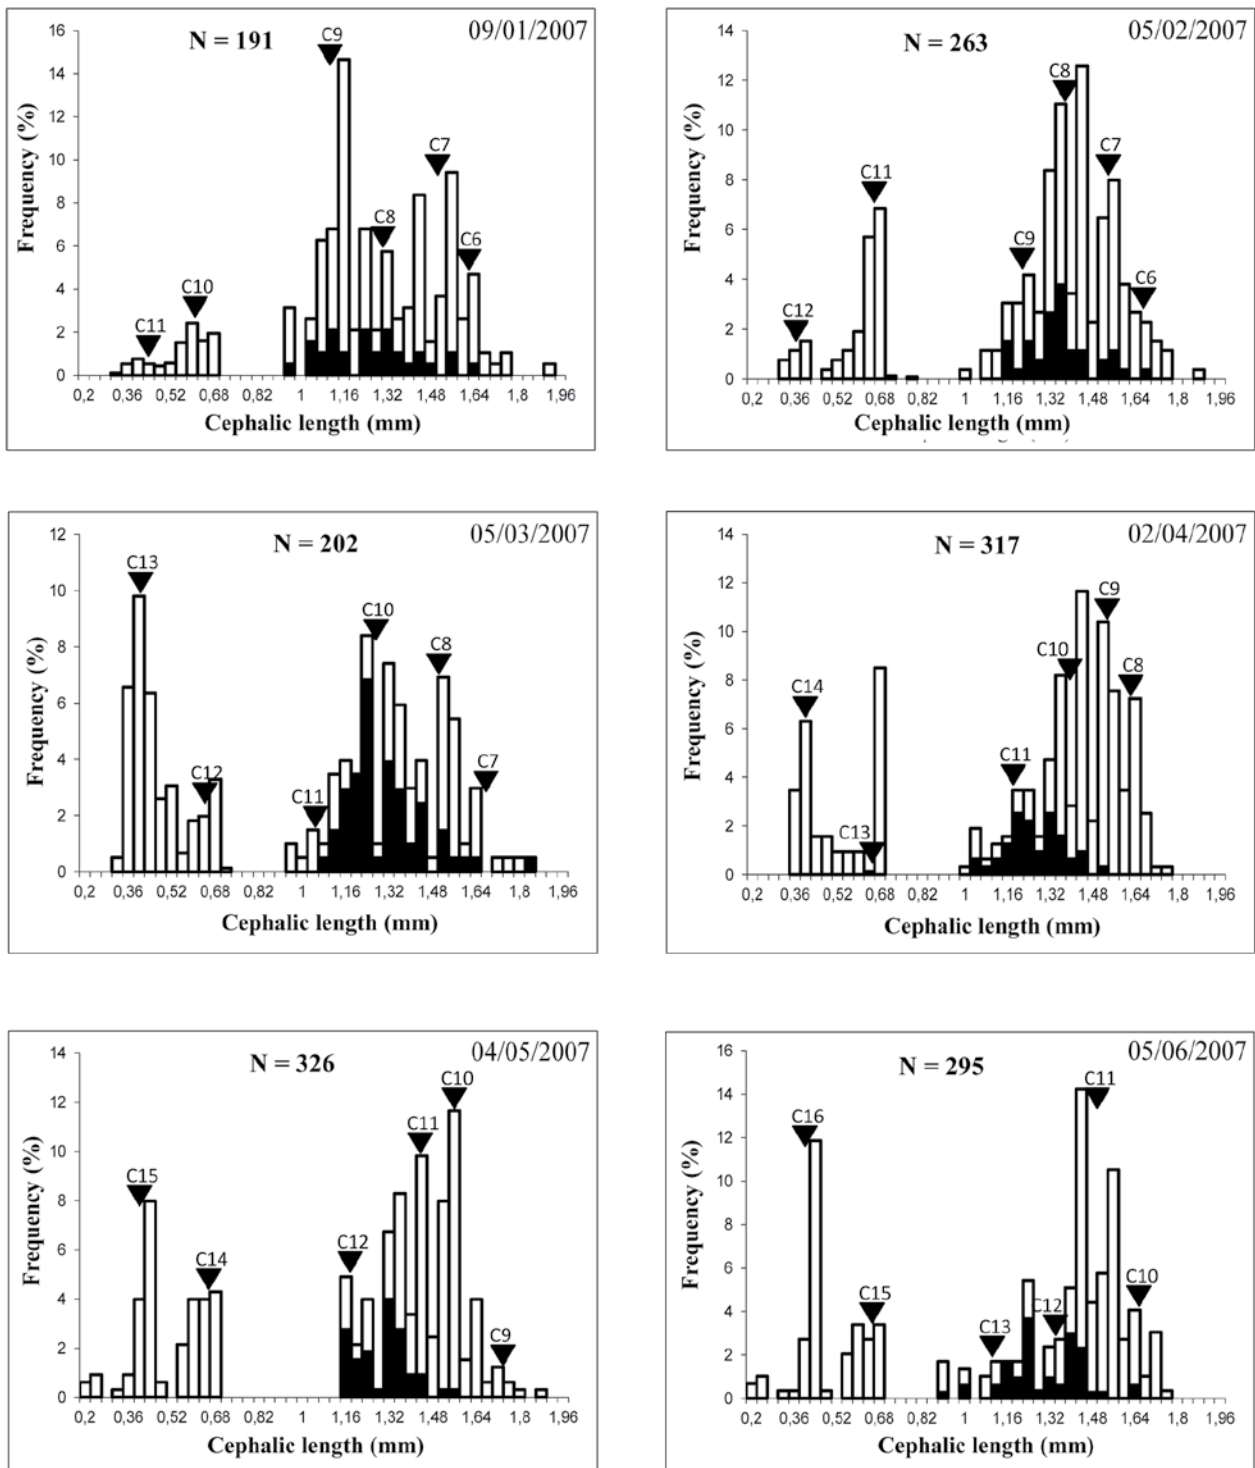 09/01/2007
N = 191
Frequency (%)
16
14
12
10
8
6
4
2
0
C11
C10
C9
C8
C7
C6
0,2 0,36 0,52 0,68 0,82 1 1,16 1,32 1,48 1,64 1,8 1,96
Cephalic length (mm)
05/02/2007
N = 263
Frequency (%)
14
12
10
8
6
4
2
0
C12
C11
C9
C8
C7
C6
0,2 0,36 0,52 0,68 0,82 1 1,16 1,32 1,48 1,64 1,8 1,96
Cephalic length (mm)
05/03/2007
N = 202
Frequency (%)
12
10
8
6
4
2
0
C13
C12
C11
C10
C8
C7
0,2 0,36 0,52 0,68 0,82 1 1,16 1,32 1,48 1,64 1,8 1,96
Cephalic length (mm)
02/04/2007
N = 317
Frequency (%)
14
12
10
8
6
4
2
0
C14
C13
C11
C10
C9
C8
0,2 0,36 0,52 0,68 0,82 1 1,16 1,32 1,48 1,64 1,8 1,96
Cephalic length (mm)
04/05/2007
N = 326
Frequency (%)
14
12
10
8
6
4
2
0
C15
C14
C12
C11
C10
C9
0,2 0,36 0,52 0,68 0,82 1 1,16 1,32 1,48 1,64 1,8 1,96
Cephalic length (mm)
05/06/2007
N = 295
Frequency (%)
16
14
12
10
8
6
4
2
0
C16
C15
C13
C12
C11
C10
0,2 0,36 0,52 0,68 0,82 1 1,16 1,32 1,48 1,64 1,8 1,96
Cephalic length (mm)